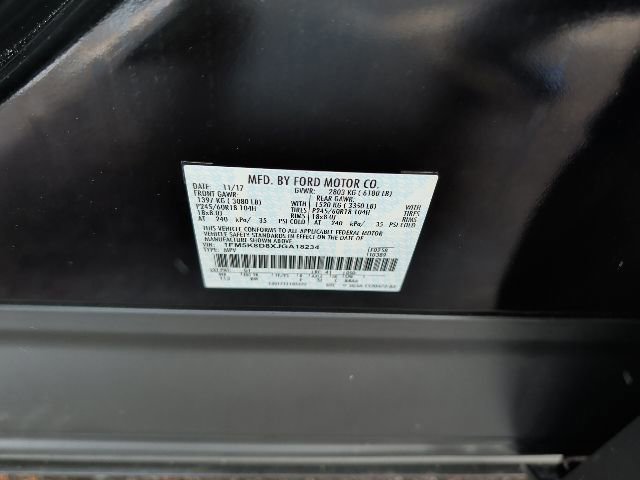 MFD. BY FORD MOTOR CO.
DATE: 11/17 GVWR: 2803 KG ( 6180 LB)
FRONT GAWR: REAR GAWR:
1397 KG ( 3080 LB) WITH 1520 KG ( 3350 LB) WITH
P245/60R18 104H TIRES P245/60R18 104H TIRES
18x8.0J RIMS 18x8.0J RIMS
AT 240 kPa/ 35 PSI COLD AT 240 kPa/ 35 PSI COLD
THIS VEHICLE CONFORMS TO ALL APPLICABLE FEDERAL MOTOR
VEHICLE SAFETY STANDARDS IN EFFECT ON THE DATE OF
MANUFACTURE SHOWN ABOVE.
VIN: 1FM5K8D8XJGA18234
TYPE: MPV